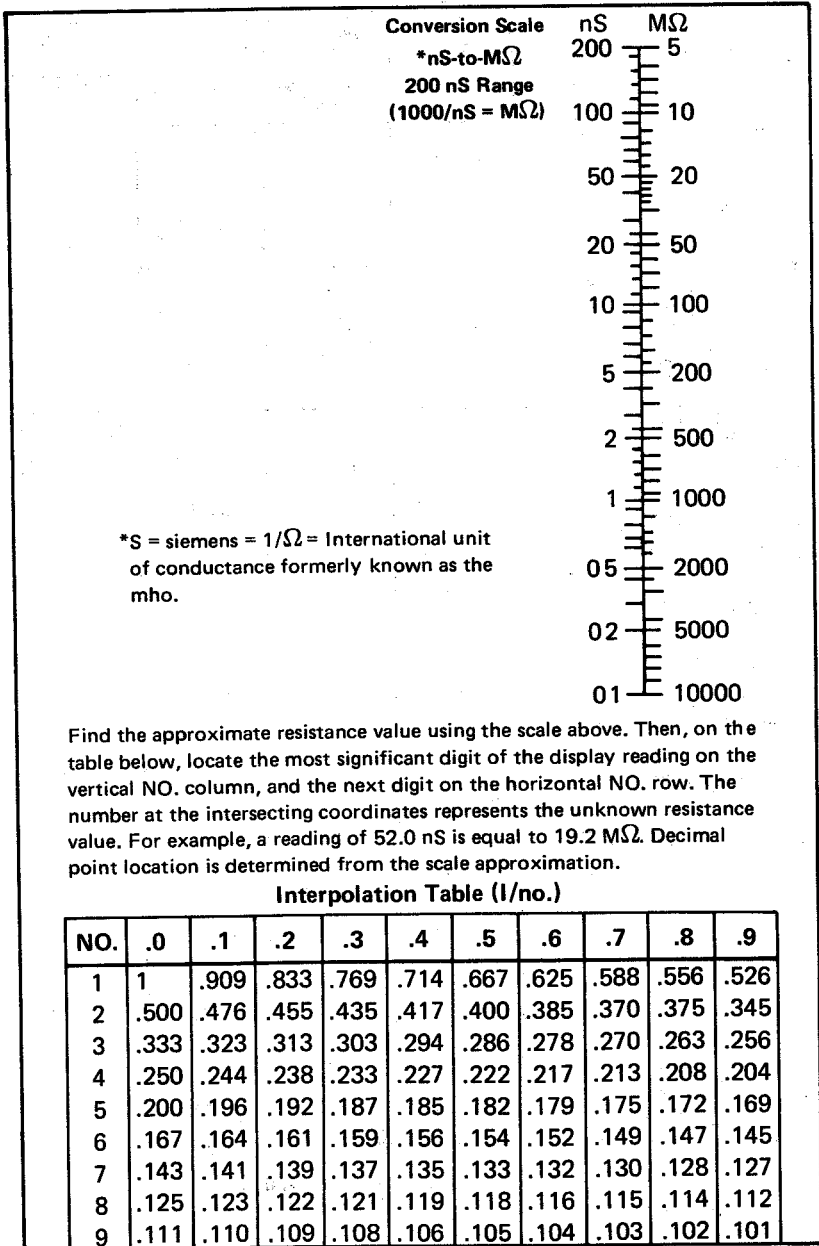 Conversion Scale nS MΩ
*nS-to-MΩ 200 5
200 nS Range
(1000/nS = MΩ) 100 10
50 20
20 50
10 100
5 200
2 500
1 1000
*S = siemens = 1/Ω = International unit
of conductance formerly known as the
mho.
05 2000
02 5000
01 10000
Find the approximate resistance value using the scale above. Then, on the
table below, locate the most significant digit of the display reading on the
vertical NO. column, and the next digit on the horizontal NO. row. The
number at the intersecting coordinates represents the unknown resistance
value. For example, a reading of 52.0 nS is equal to 19.2 MΩ. Decimal
point location is determined from the scale approximation.
Interpolation Table (I/no.)
NO. .0 .1 .2 .3 .4 .5 .6 .7 .8 .9
1 1 .909 .833 .769 .714 .667 .625 .588 .556 .526
2 .500 .476 .455 .435 .417 .400 .385 .370 .375 .345
3 .333 .323 .313 .303 .294 .286 .278 .270 .263 .256
4 .250 .244 .238 .233 .227 .222 .217 .213 .208 .204
5 .200 .196 .192 .187 .185 .182 .179 .175 .172 .169
6 .167 .164 .161 .159 .156 .154 .152 .149 .147 .145
7 .143 .141 .139 .137 .135 .133 .132 .130 .128 .127
8 .125 .123 .122 .121 .119 .118 .116 .115 .114 .112
9 .111 .110 .109 .108 .106 .105 .104 .103 .102 .101